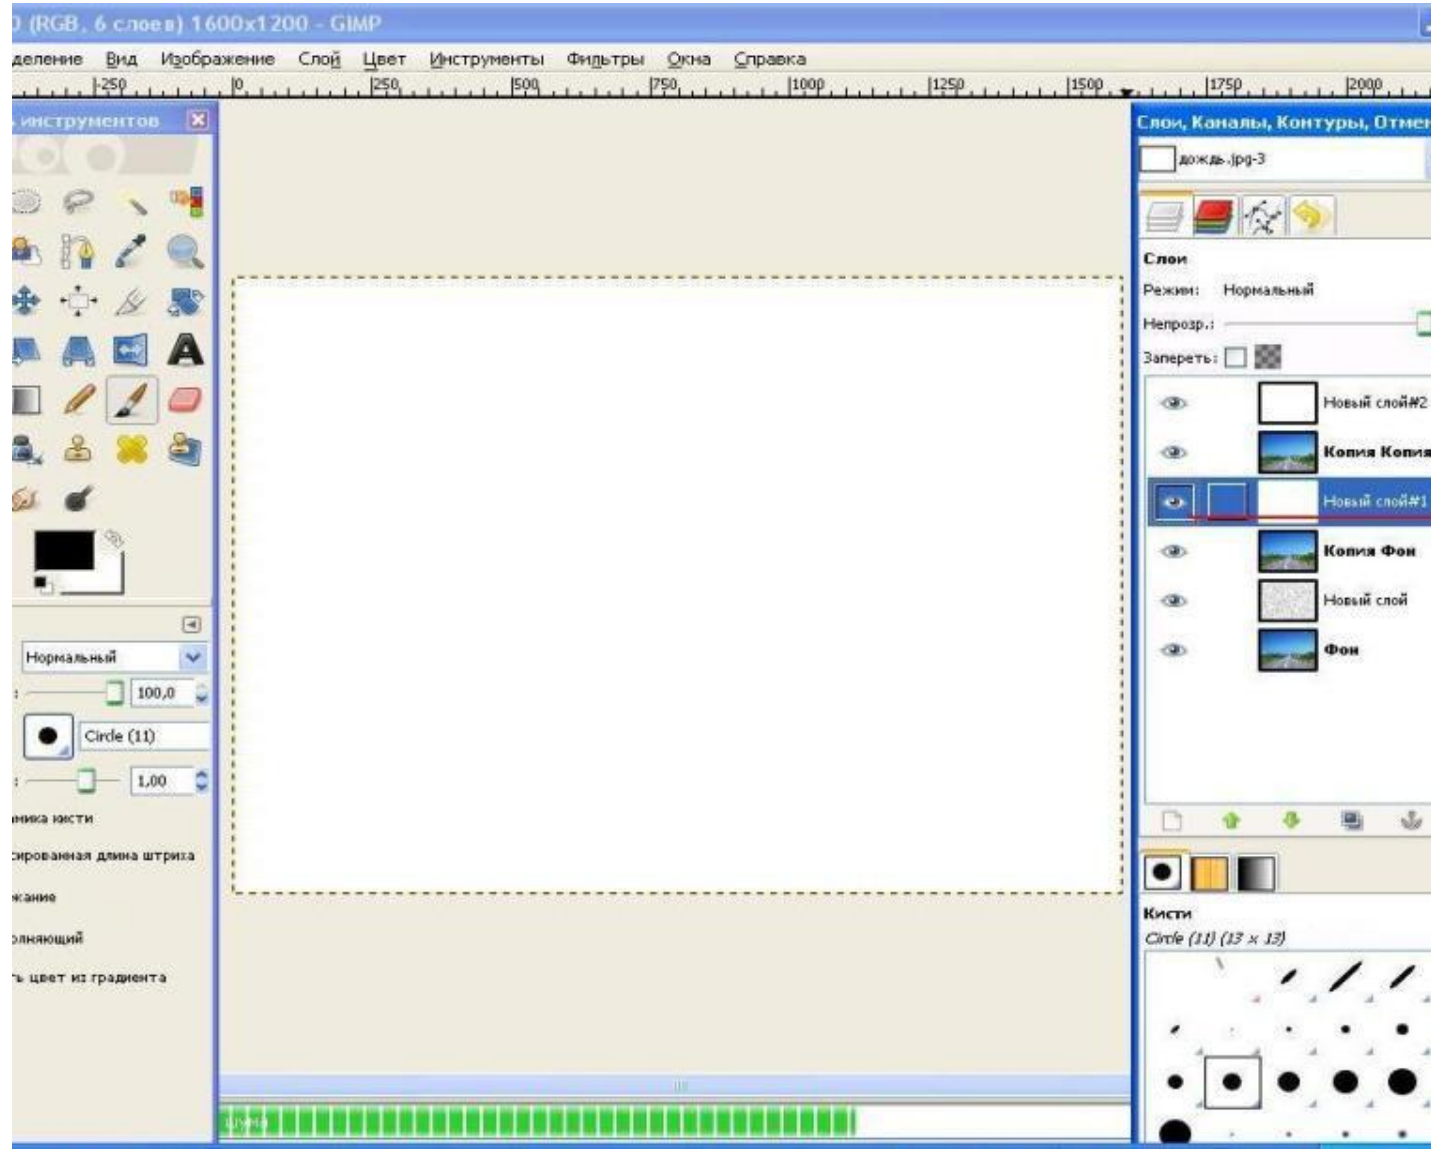 (RGB, 6 слоев) 1600x1200 - GIMP
деление Вид Изображение Слой Цвет Инструменты Фильтры Окна Справка
-250 0 250 500 750 1000 1250 1500 1750 2000
инструментов
Слои, Каналы, Контуры, Отмен
дождь.jpg-3
Слои
Режим: Нормальный
Непрозр.:
Запереть:
Новый слой#2
Копия Копия
Новый слой#1
Копия Фон
Новый слой
Фон
Нормальный
100,0
Circle (11)
1,00
мика кисти
сированная длина штриха
жание
олняющий
ь цвет из градиента
Кисти
Circle (11) (13 x 13)
шума